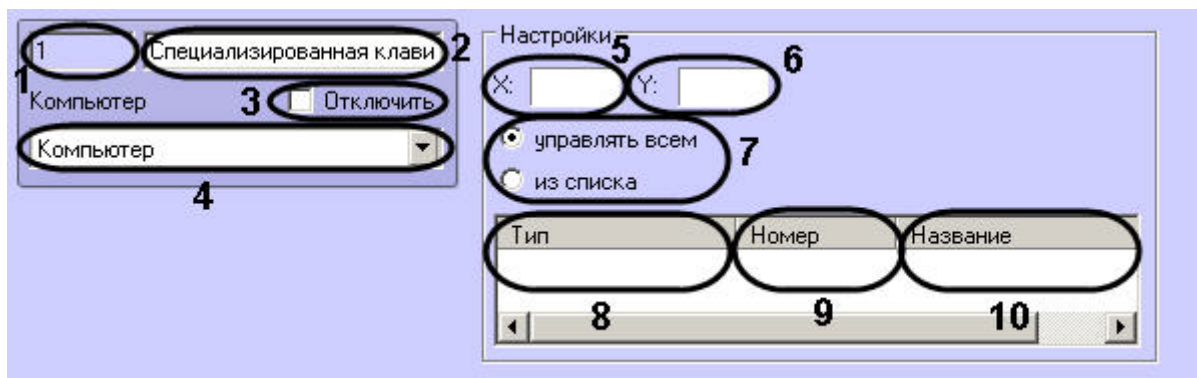 1 Специализированная клави 2
1 Компьютер 3 Отключить
Компьютер
4
Настройки
5 6
X: Y:
управлять всем
7
из списка
Тип Номер Название
8 9 10